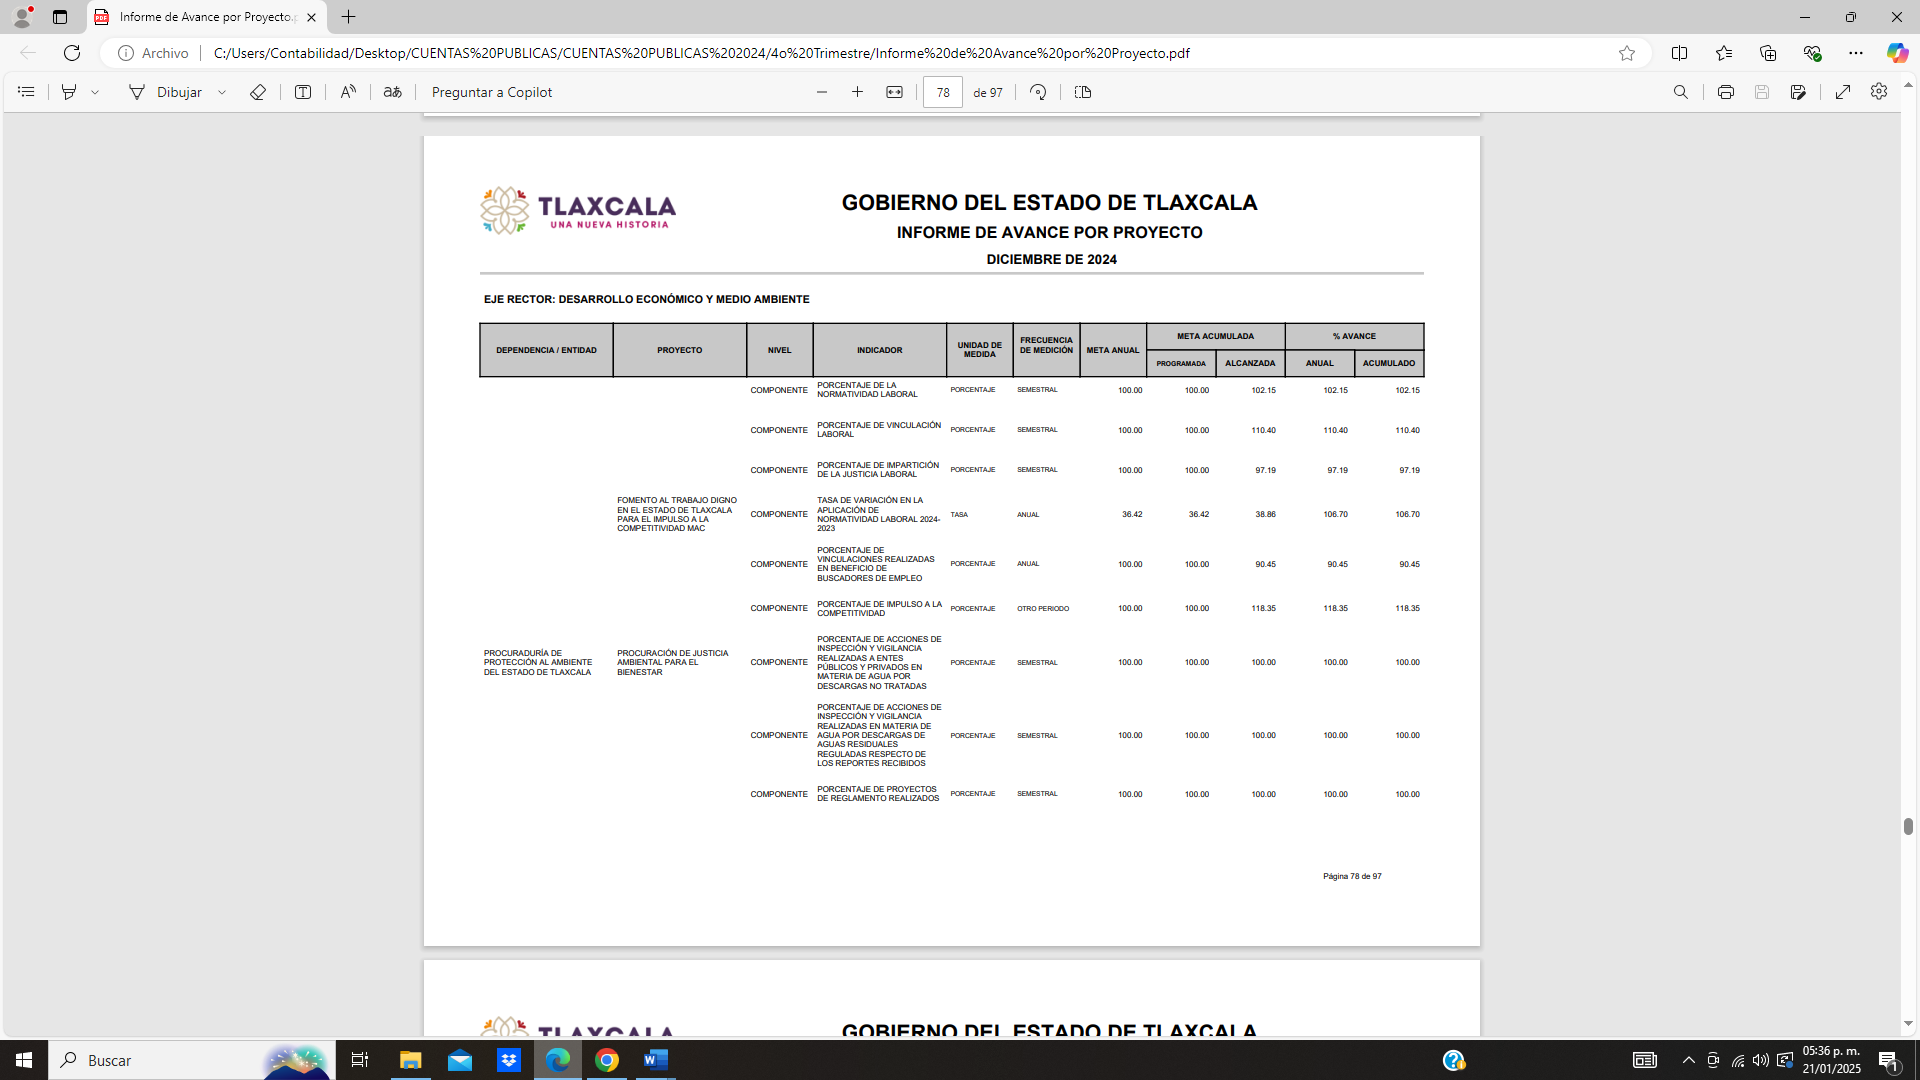 Informe de Avance por Proyecto.p
Archivo
C:/Users/Contabilidad/Desktop/CUENTAS%20PUBLICAS/CUENTAS%20PUBLICAS%202024/4o%20Trimestre/Informe%20de%20Avance%20por%20Proyecto.pdf
Dibujar
Preguntar a Copilot
78 de 97
TLAXCALA
UNA NUEVA HISTORIA
GOBIERNO DEL ESTADO DE TLAXCALA
INFORME DE AVANCE POR PROYECTO
DICIEMBRE DE 2024
EJE RECTOR: DESARROLLO ECONÓMICO Y MEDIO AMBIENTE
DEPENDENCIA / ENTIDAD PROYECTO NIVEL INDICADOR UNIDAD DE MEDIDA FRECUENCIA DE MEDICIÓN META ANUAL META ACUMULADA % AVANCE
PROGRAMADA ALCANZADA ANUAL ACUMULADO
COMPONENTE PORCENTAJE DE LA NORMATIVIDAD LABORAL PORCENTAJE SEMESTRAL 100.00 100.00 102.15 102.15 102.15
COMPONENTE PORCENTAJE DE VINCULACIÓN LABORAL PORCENTAJE SEMESTRAL 100.00 100.00 110.40 110.40 110.40
COMPONENTE PORCENTAJE DE IMPARTICIÓN DE LA JUSTICIA LABORAL PORCENTAJE SEMESTRAL 100.00 100.00 97.19 97.19 97.19
FOMENTO AL TRABAJO DIGNO EN EL ESTADO DE TLAXCALA PARA EL IMPULSO A LA COMPETITIVIDAD MAC COMPONENTE TASA DE VARIACIÓN EN LA APLICACIÓN DE NORMATIVIDAD LABORAL 2024-2023 TASA ANUAL 36.42 36.42 38.86 106.70 106.70
COMPONENTE PORCENTAJE DE VINCULACIONES REALIZADAS EN BENEFICIO DE BUSCADORES DE EMPLEO PORCENTAJE ANUAL 100.00 100.00 90.45 90.45 90.45
COMPONENTE PORCENTAJE DE IMPULSO A LA COMPETITIVIDAD PORCENTAJE OTRO PERIODO 100.00 100.00 118.35 118.35 118.35
PROCURADURÍA DE PROTECCIÓN AL AMBIENTE DEL ESTADO DE TLAXCALA PROCURACIÓN DE JUSTICIA AMBIENTAL PARA EL BIENESTAR COMPONENTE PORCENTAJE DE ACCIONES DE INSPECCIÓN Y VIGILANCIA REALIZADAS A ENTES PÚBLICOS Y PRIVADOS EN MATERIA DE AGUA POR DESCARGAS NO TRATADAS PORCENTAJE SEMESTRAL 100.00 100.00 100.00 100.00 100.00
COMPONENTE PORCENTAJE DE ACCIONES DE INSPECCIÓN Y VIGILANCIA REALIZADAS EN MATERIA DE AGUA POR DESCARGAS DE AGUAS RESIDUALES REGULADAS RESPECTO DE LOS REPORTES RECIBIDOS PORCENTAJE SEMESTRAL 100.00 100.00 100.00 100.00 100.00
COMPONENTE PORCENTAJE DE PROYECTOS DE REGLAMENTO REALIZADOS PORCENTAJE SEMESTRAL 100.00 100.00 100.00 100.00 100.00
Página 78 de 97
TLAXCALA
GOBIERNO DEL ESTADO DE TLAXCALA
Buscar
05:36 p. m.
21/01/2025
1